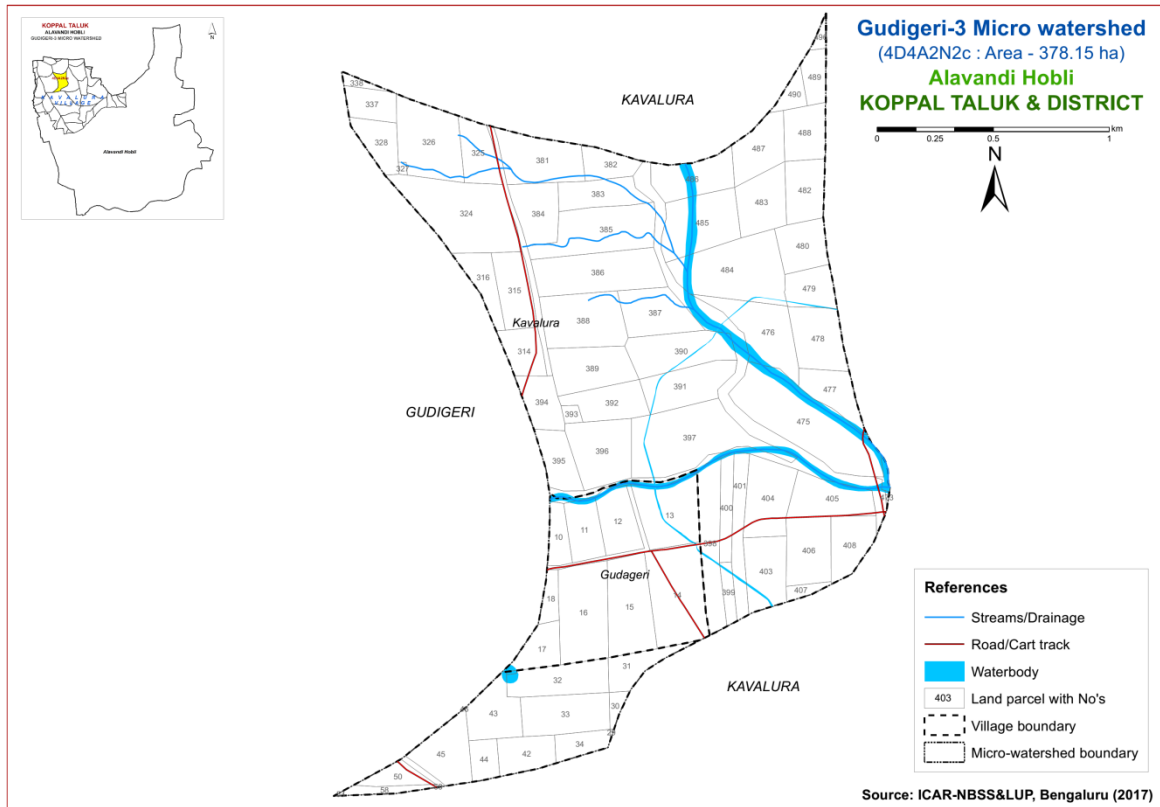 KOPPAL TALUK
ALAVANDI HOBLI
GUDIGERI-3 MICRO WATERSHED
N
KAVALURA
VILLAGE
Alavandi Hobli
Gudigeri-3 Micro watershed
(4D4A2N2c : Area - 378.15 ha)
Alavandi Hobli
KOPPAL TALUK & DISTRICT
km
0 0.25 0.5 1
N
KAVALURA
338
337
328
326
325
327
381
382
383
384
385
324
316
315
386
Kavalura
388
387
314
390
389
391
394
393
392
395
396
397
490
489
488
487
482
483
485
480
484
479
476
478
477
475
GUDIGERI
401
400
404
405
10
11
12
13
398
403
406
408
407
399
Gudageri
18
16
15
14
17
31
32
30
33
43
34
42
44
45
50
58
KAVALURA
References
Streams/Drainage
Road/Cart track
Waterbody
403 Land parcel with No's
Village boundary
Micro-watershed boundary
Source: ICAR-NBSS&LUP, Bengaluru (2017)